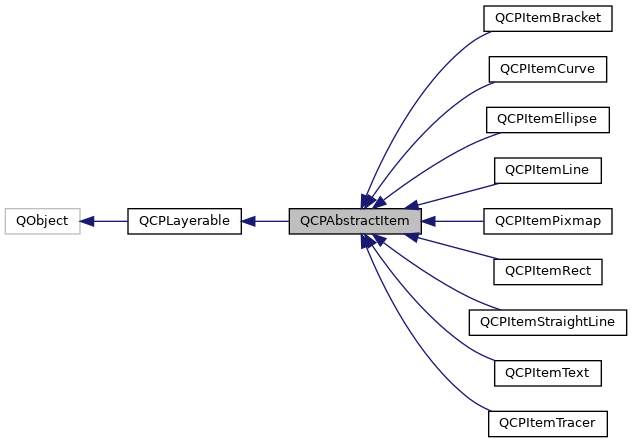 QCPItemBracket
QCPItemCurve
QCPItemEllipse
QCPItemLine
QObject
QCPLayerable
QCPAbstractItem
QCPItemPixmap
QCPItemRect
QCPItemStraightLine
QCPItemText
QCPItemTracer